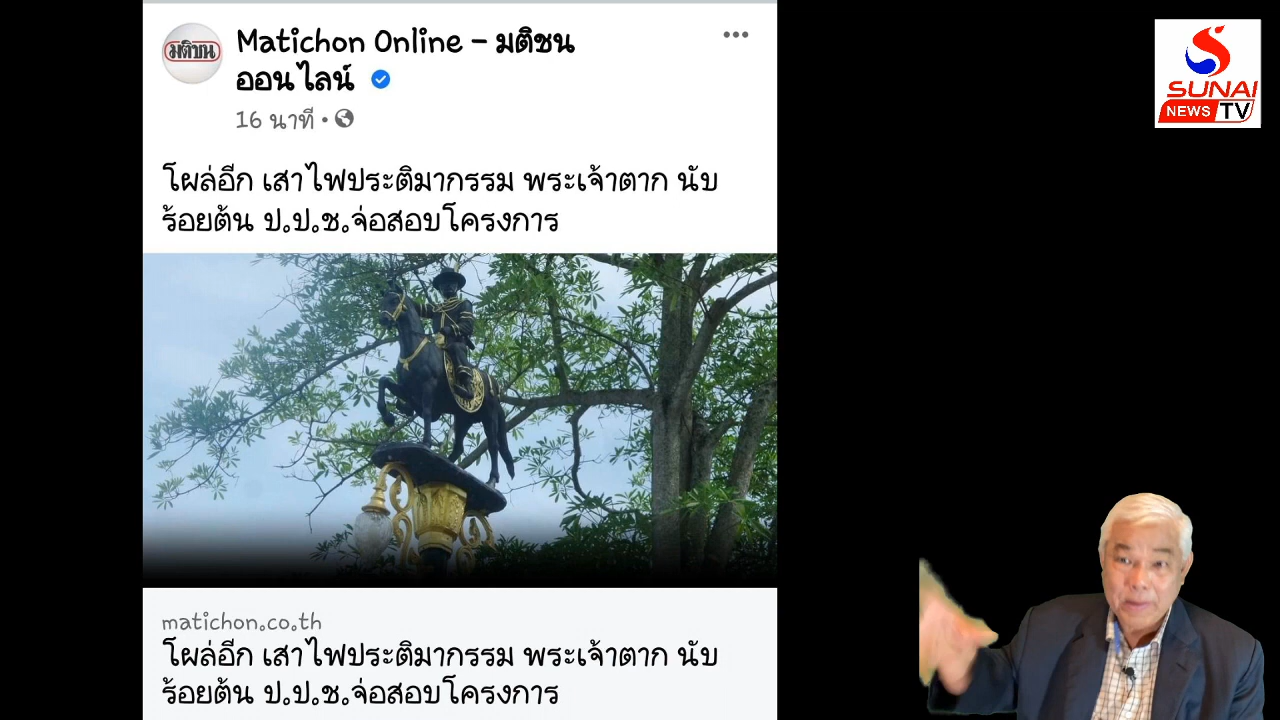 มติชน
Matichon Online – มติชน
ออนไลน์
16 นาที •
โผล่อีก เสาไฟประติมากรรม พระเจ้าตาก นับ
ร้อยต้น ป.ป.ช.จ่อสอบโครงการ
matichon.co.th
โผล่อีก เสาไฟประติมากรรม พระเจ้าตาก นับ
ร้อยต้น ป.ป.ช.จ่อสอบโครงการ
SUNAI
NEWS TV